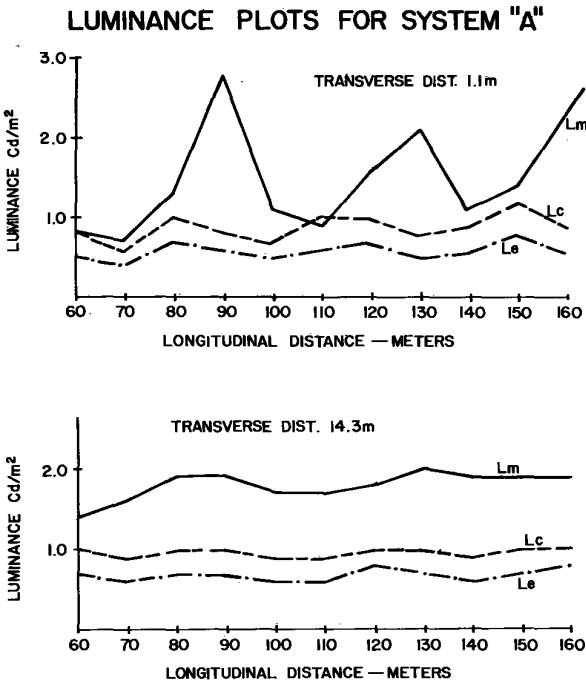 LUMINANCE PLOTS FOR SYSTEM "A"
3.0
TRANSVERSE DIST. 1.1m
2.0
Lm
LUMINANCE Cd/m²
1.0
Lc
Le
60 70 80 90 100 110 120 130 140 150 160
LONGITUDINAL DISTANCE — METERS
TRANSVERSE DIST. 14.3m
2.0
Lm
LUMINANCE Cd/m²
1.0
Lc
Le
60 70 80 90 100 110 120 130 140 150 160
LONGITUDINAL DISTANCE — METERS